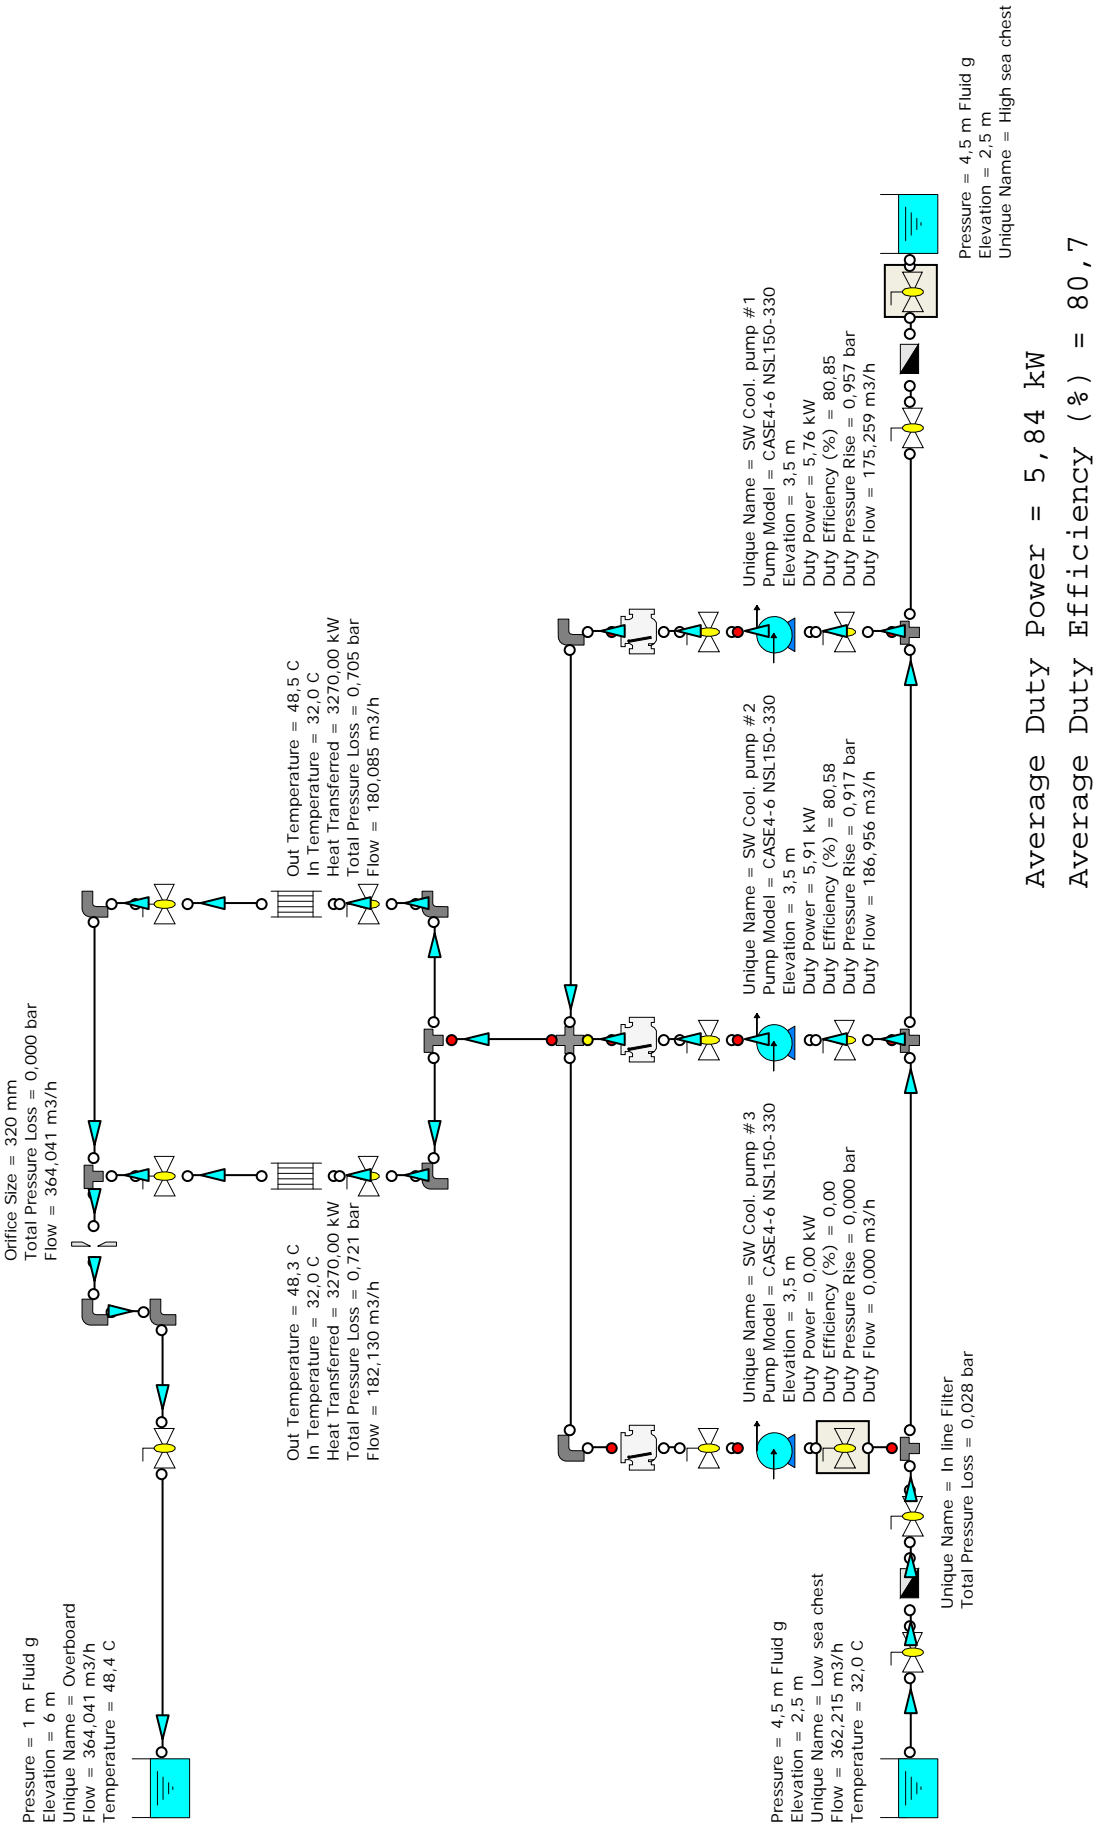 Pressure = 1 m Fluid g
Elevation = 6 m
Unique Name = Overboard
Flow = 364,041 m3/h
Temperature = 48,4 C
Orifice Size = 320 mm
Total Pressure Loss = 0,000 bar
Flow = 364,041 m3/h
Out Temperature = 48,3 C
In Temperature = 32,0 C
Heat Transferred = 3270,00 kW
Total Pressure Loss = 0,721 bar
Flow = 182,130 m3/h
Out Temperature = 48,5 C
In Temperature = 32,0 C
Heat Transferred = 3270,00 kW
Total Pressure Loss = 0,705 bar
Flow = 180,085 m3/h
Unique Name = SW Cool. pump #3
Pump Model = CASE4-6 NSL150-330
Elevation = 3,5 m
Duty Power = 0,00 kW
Duty Efficiency (%) = 0,00
Duty Pressure Rise = 0,000 bar
Duty Flow = 0,000 m3/h
Unique Name = SW Cool. pump #2
Pump Model = CASE4-6 NSL150-330
Elevation = 3,5 m
Duty Power = 5,91 kW
Duty Efficiency (%) = 80,58
Duty Pressure Rise = 0,917 bar
Duty Flow = 186,956 m3/h
Unique Name = SW Cool. pump #1
Pump Model = CASE4-6 NSL150-330
Elevation = 3,5 m
Duty Power = 5,76 kW
Duty Efficiency (%) = 80,85
Duty Pressure Rise = 0,957 bar
Duty Flow = 175,259 m3/h
Pressure = 4,5 m Fluid g
Elevation = 2,5 m
Unique Name = Low sea chest
Flow = 362,215 m3/h
Temperature = 32,0 C
Unique Name = In line Filter
Total Pressure Loss = 0,028 bar
Pressure = 4,5 m Fluid g
Elevation = 2,5 m
Unique Name = High sea chest
Average Duty Power = 5,84 kW
Average Duty Efficiency (%) = 80,7